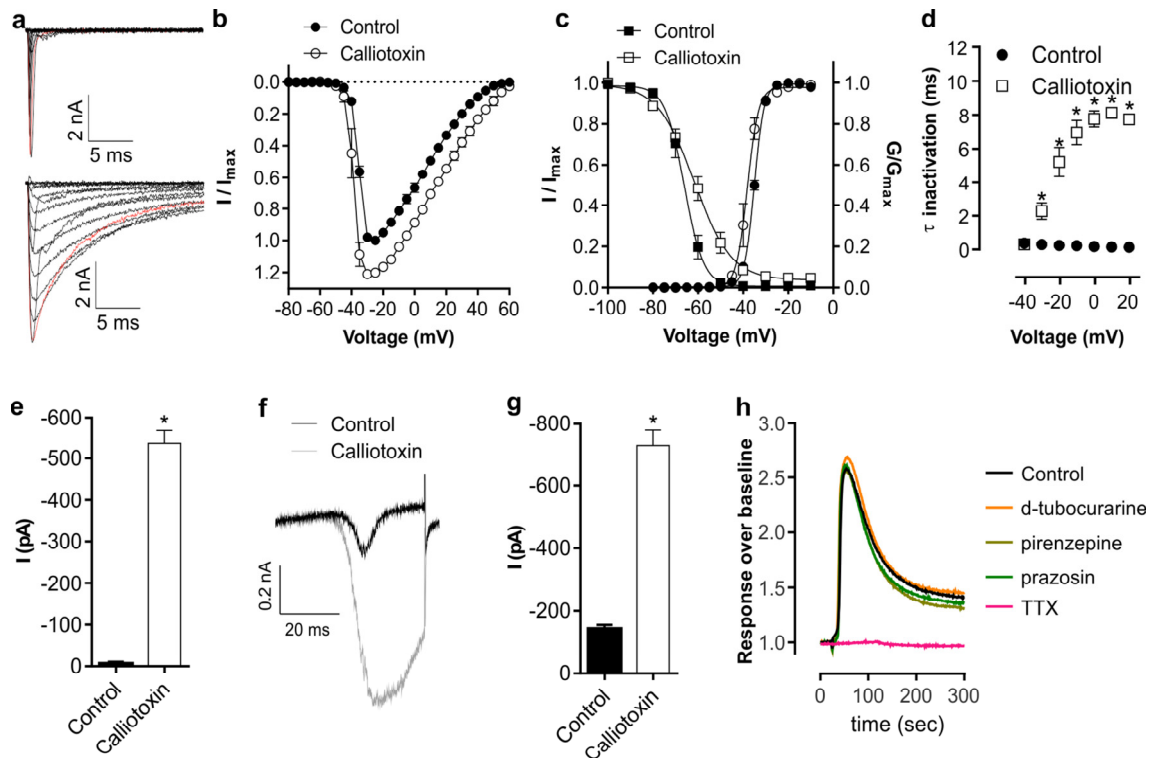 a
2 nA
5 ms
2 nA
5 ms
b
Control
Calliotoxin
0.0
0.2
0.4
0.6
0.8
1.0
1.2
I / Imax
-80 -60 -40 -20 0 20 40 60
Voltage (mV)
c
Control
Calliotoxin
1.0
0.8
0.6
0.4
0.2
0.0
I / Imax
1.0
0.8
0.6
0.4
0.2
0.0
G/Gmax
-100 -80 -60 -40 -20 0
Voltage (mV)
d
Control
Calliotoxin
12
10
8
6
4
2
0
τ inactivation (ms)
* * * * * *
-40 -20 0 20
Voltage (mV)
e
-600
-500
-400
-300
-200
-100
0
I (pA)
*
Control
Calliotoxin
f
Control
Calliotoxin
0.2 nA
20 ms
g
-800
-600
-400
-200
0
I (pA)
*
Control
Calliotoxin
h
3.0
2.5
2.0
1.5
1.0
Response over baseline
0 100 200 300
time (sec)
Control
d-tubocurarine
pirenzepine
prazosin
TTX